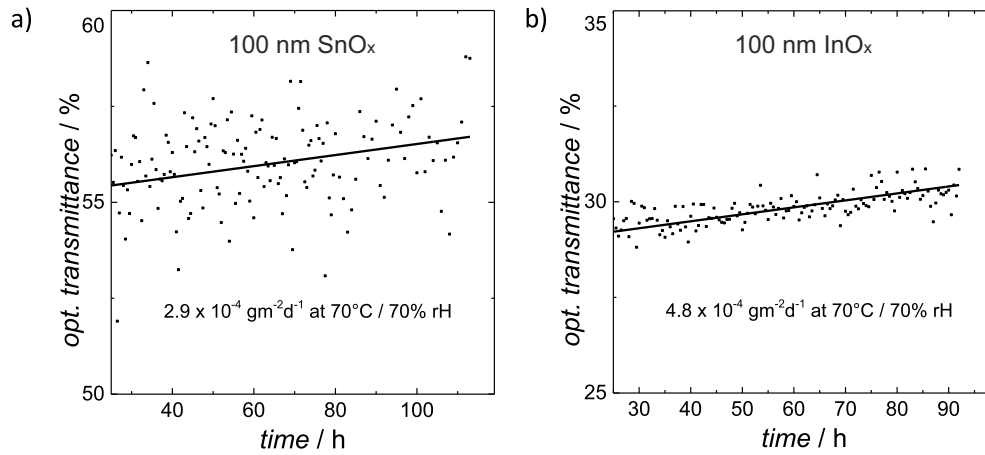 a)
100 nm SnOₓ
60
55
50
opt. transmittance / %
2.9 x 10⁻⁴ gm⁻²d⁻¹ at 70°C / 70% rH
40 60 80 100
time / h
b)
100 nm InOₓ
35
30
25
opt. transmittance / %
4.8 x 10⁻⁴ gm⁻²d⁻¹ at 70°C / 70% rH
30 40 50 60 70 80 90
time / h